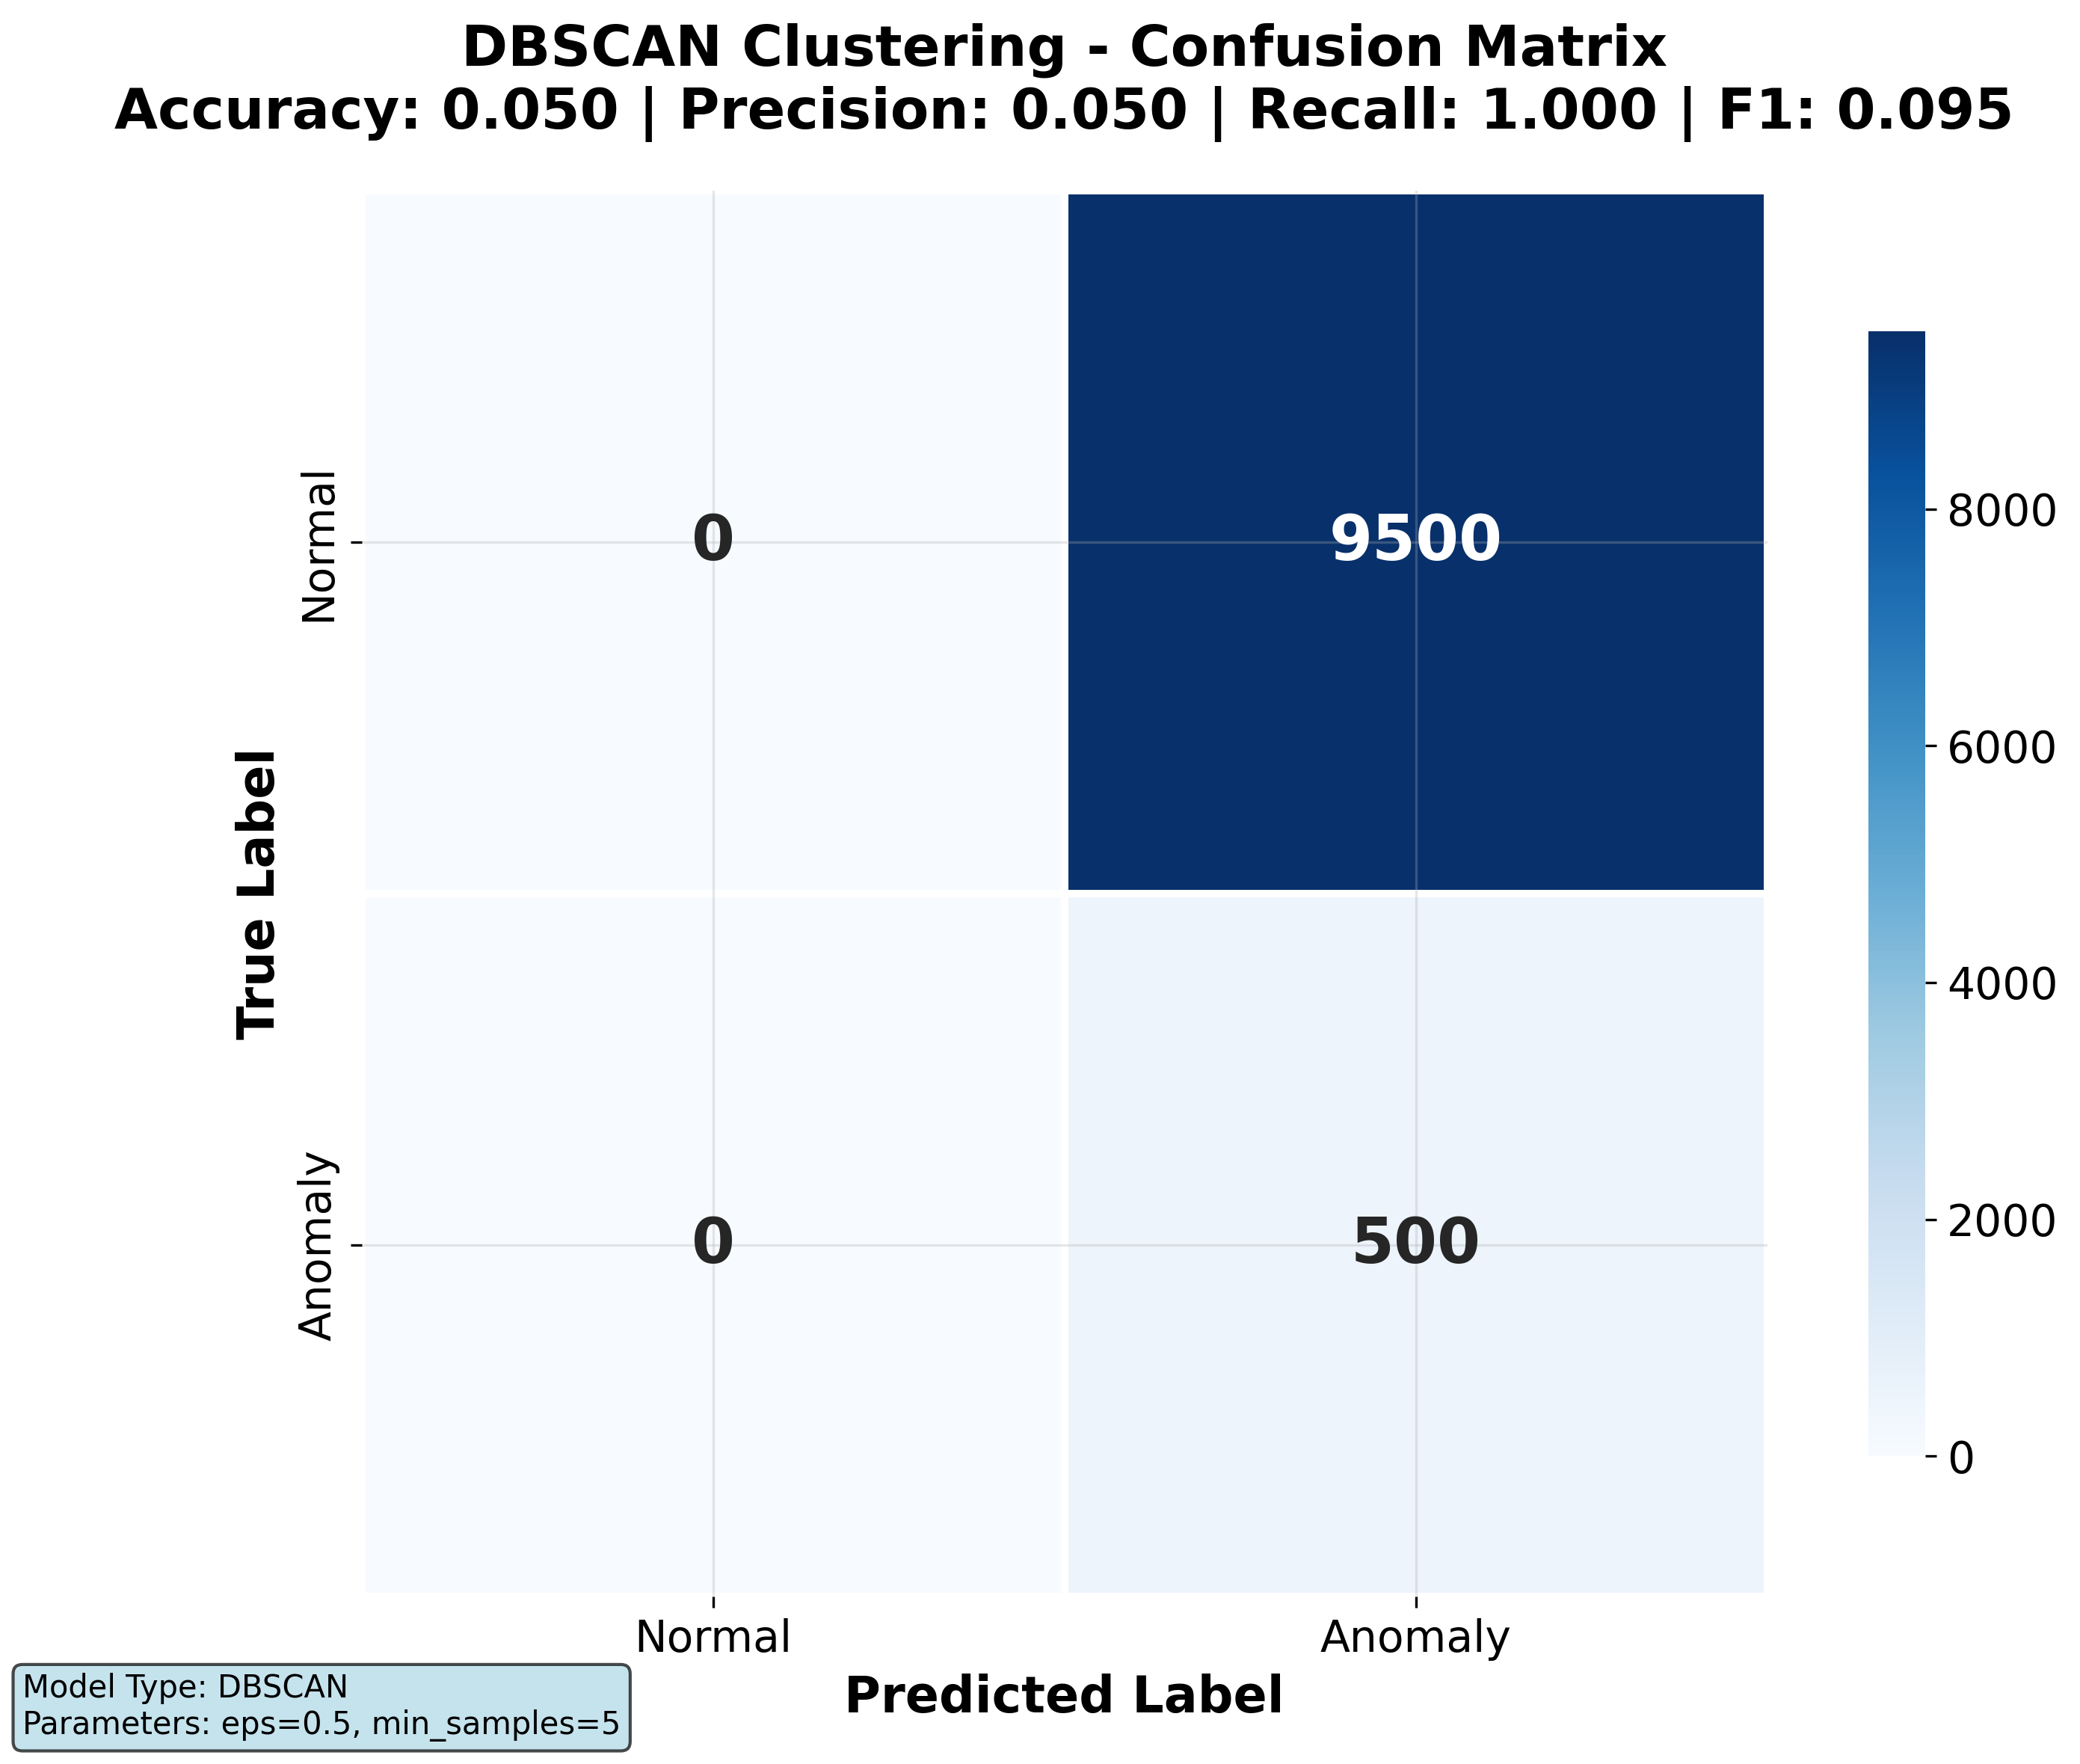 DBSCAN Clustering - Confusion Matrix
Accuracy: 0.050 | Precision: 0.050 | Recall: 1.000 | F1: 0.095
True Label
Normal
Anomaly
0
9500
0
500
Normal
Anomaly
Predicted Label
8000
6000
4000
2000
0
Model Type: DBSCAN
Parameters: eps=0.5, min_samples=5